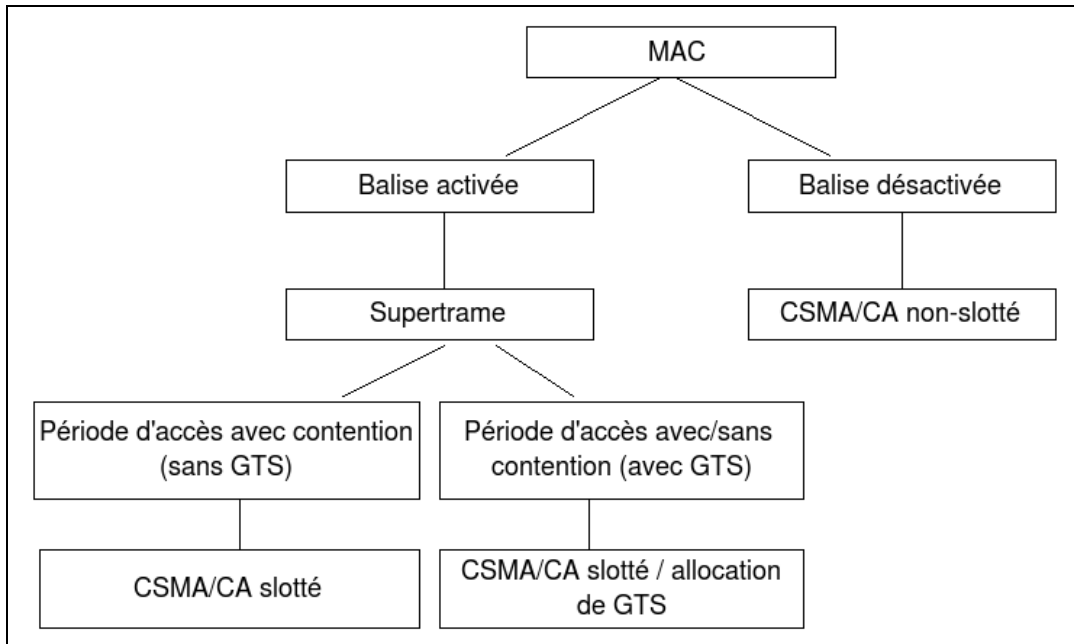 MAC
Balise activée
Balise désactivée
Supertrame
CSMA/CA non-slotté
Période d'accès avec contention
(sans GTS)
Période d'accès avec/sans
contention (avec GTS)
CSMA/CA slotté
CSMA/CA slotté / allocation
de GTS